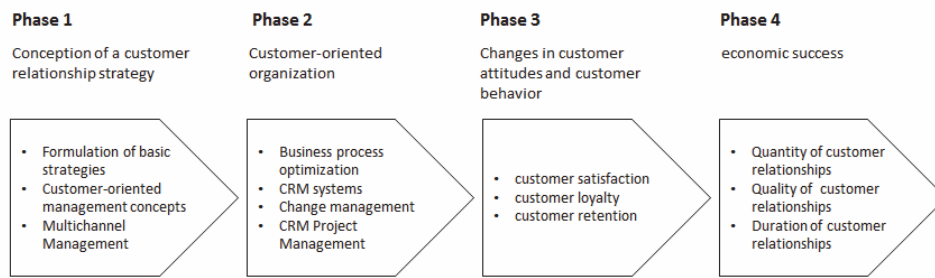 Phase 1
Conception of a customer
relationship strategy
• Formulation of basic
strategies
• Customer-oriented
management concepts
• Multichannel
Management
Phase 2
Customer-oriented
organization
• Business process
optimization
• CRM systems
• Change management
• CRM Project
Management
Phase 3
Changes in customer
attitudes and customer
behavior
• customer satisfaction
• customer loyalty
• customer retention
Phase 4
economic success
• Quantity of customer
relationships
• Quality of customer
relationships
• Duration of customer
relationships